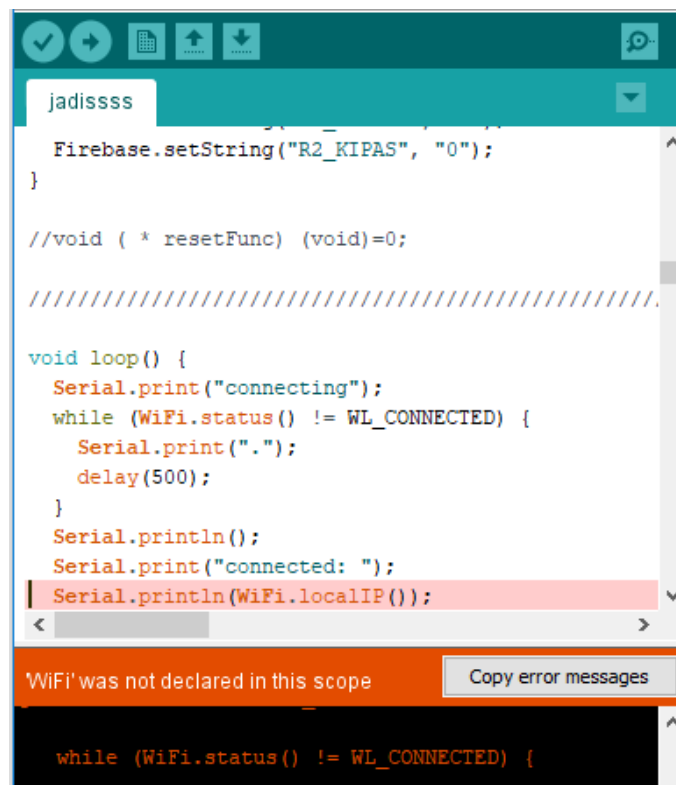 jadissss
Firebase.setString("R2_KIPAS", "0");
}
//void ( * resetFunc) (void)=0;
////////////////////////////////////////////////////
void loop() {
Serial.print("connecting");
while (WiFi.status() != WL_CONNECTED) {
Serial.print(".");
delay(500);
}
Serial.println();
Serial.print("connected: ");
Serial.println(WiFi.localIP());
'WiFi' was not declared in this scope
Copy error messages
while (WiFi.status() != WL_CONNECTED) {